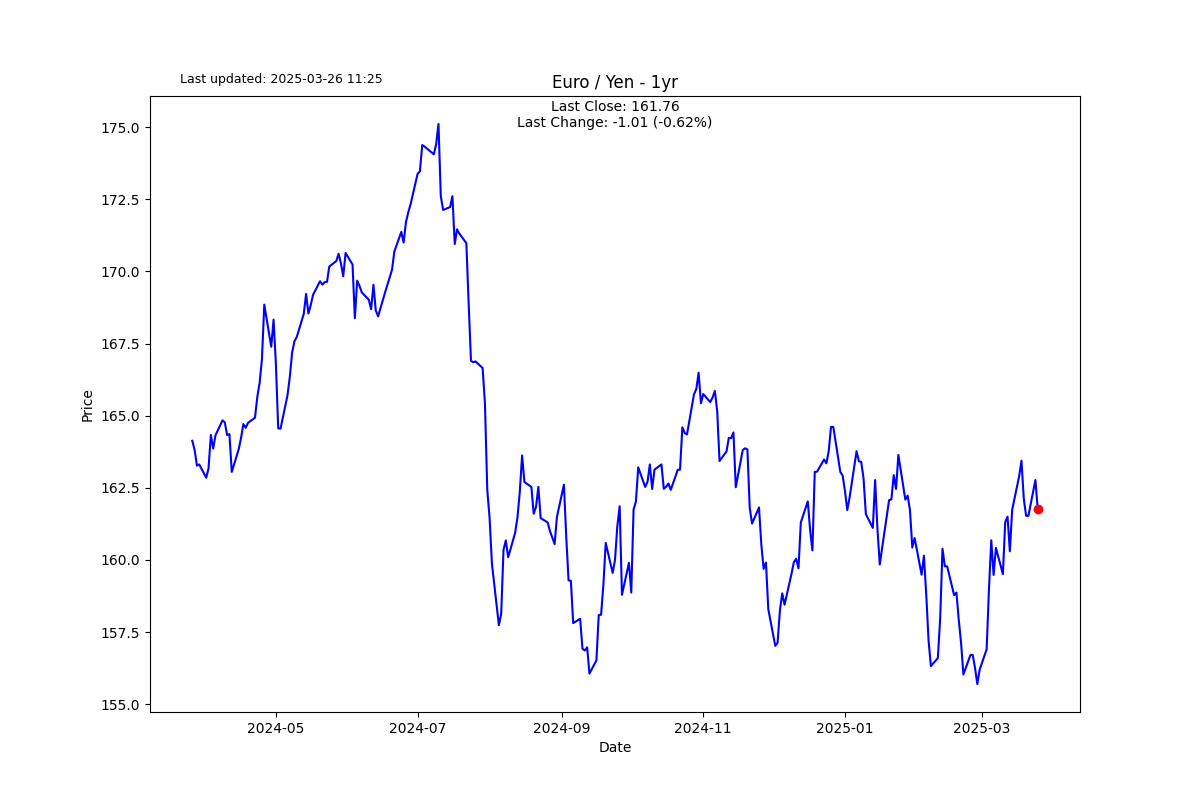 Last updated: 2025-03-26 11:25
Euro / Yen - 1yr
Last Close: 161.76
Last Change: -1.01 (-0.62%)
175.0
172.5
170.0
167.5
165.0
162.5
160.0
157.5
155.0
Price
2024-05
2024-07
2024-09
2024-11
2025-01
2025-03
Date